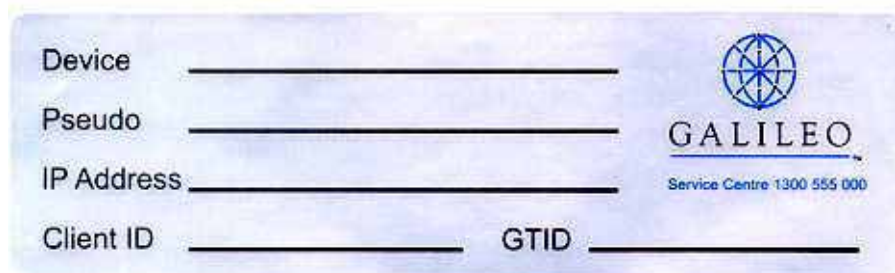 Device
Pseudo
IP Address
Client ID GTID
GALILEO
Service Centre 1300 555 000